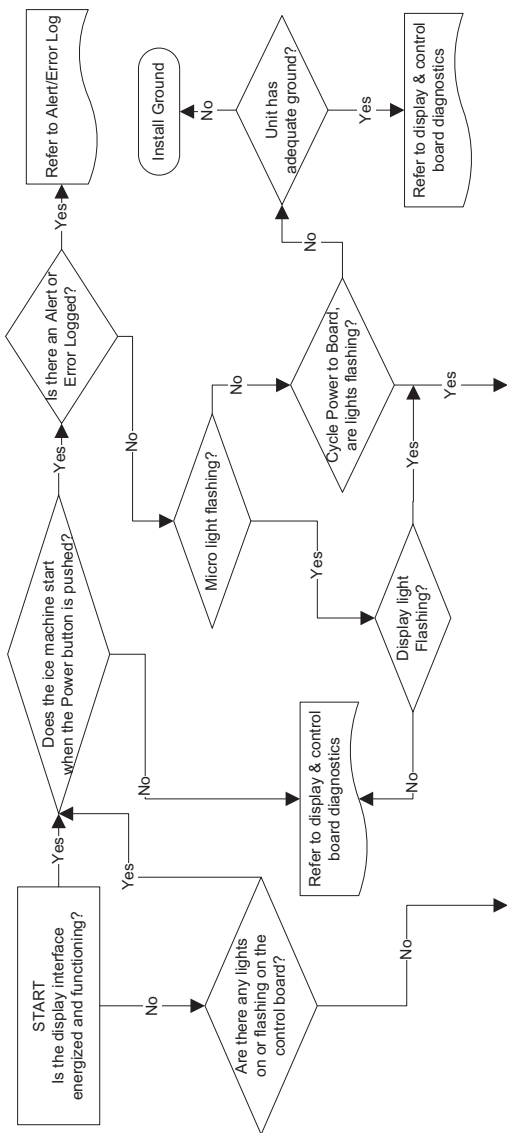 START
Is the display interface
energized and functioning?
Yes
No
Does the ice machine start
when the Power button is pushed?
Yes
No
Is there an Alert or
Error Logged?
Yes
No
Refer to Alert/Error Log
Are there any lights
on or flashing on the
control board?
Yes
No
Refer to display & control
board diagnostics
Micro light flashing?
No
Yes
Display light
Flashing?
No
Yes
Cycle Power to Board,
are lights flashing?
No
Yes
Unit has
adequate ground?
No
Yes
Install Ground
Refer to display & control
board diagnostics